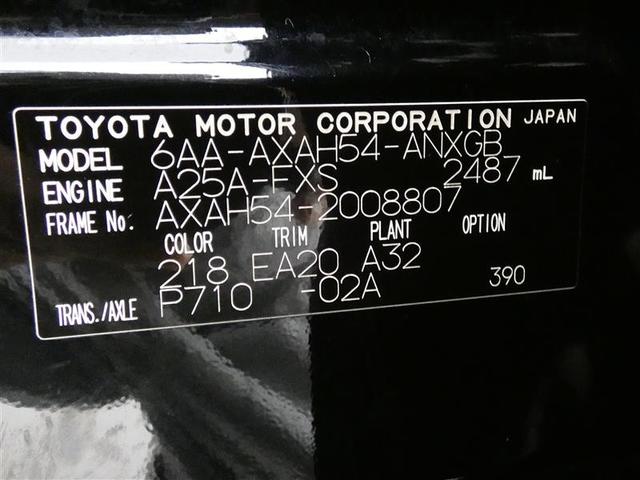 TOYOTA MOTOR CORPORATION JAPAN
MODEL 6AA-AXAH54-ANXGB
ENGINE A25A-FXS 2487 mL
FRAME No. AXAH54-2008807
COLOR TRIM PLANT OPTION
218 EA20 A32
TRANS./AXLE P710 -02A 390